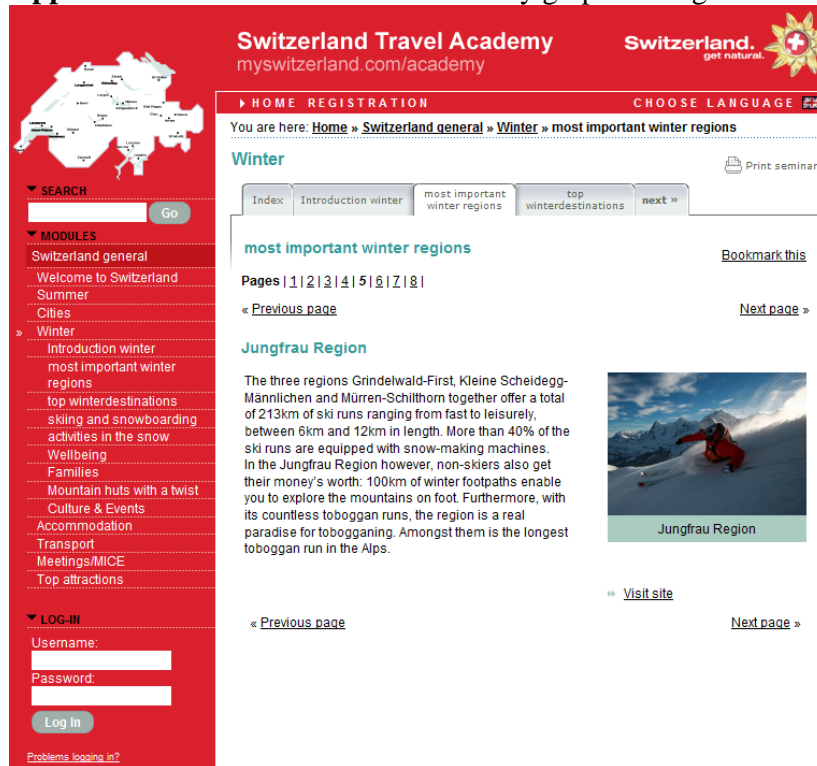 Switzerland Travel Academy
myswitzerland.com/academy
Switzerland.
get natural.
HOME REGISTRATION
CHOOSE LANGUAGE
You are here: Home » Switzerland general » Winter » most important winter regions
Winter
Print seminar
Index
Introduction winter
most important
winter regions
top
winterdestinations
next »
SEARCH
Go
MODULES
Switzerland general
Welcome to Switzerland
Summer
Cities
» Winter
Introduction winter
most important winter
regions
top winterdestinations
skiing and snowboarding
activities in the snow
Wellbeing
Families
Mountain huts with a twist
Culture & Events
Accommodation
Transport
Meetings/MICE
Top attractions
LOG-IN
Username:
Password:
Log In
Problems logging in?
most important winter regions
Bookmark this
Pages | 1 | 2 | 3 | 4 | 5 | 6 | 7 | 8 |
« Previous page
Next page »
Jungfrau Region
The three regions Grindelwald-First, Kleine Scheidegg-
Männlichen and Mürren-Schilthorn together offer a total
of 213km of ski runs ranging from fast to leisurely,
between 6km and 12km in length. More than 40% of the
ski runs are equipped with snow-making machines.
In the Jungfrau Region however, non-skiers also get
their money's worth: 100km of winter footpaths enable
you to explore the mountains on foot. Furthermore, with
its countless toboggan runs, the region is a real
paradise for tobogganing. Amongst them is the longest
toboggan run in the Alps.
Jungfrau Region
Visit site
« Previous page
Next page »